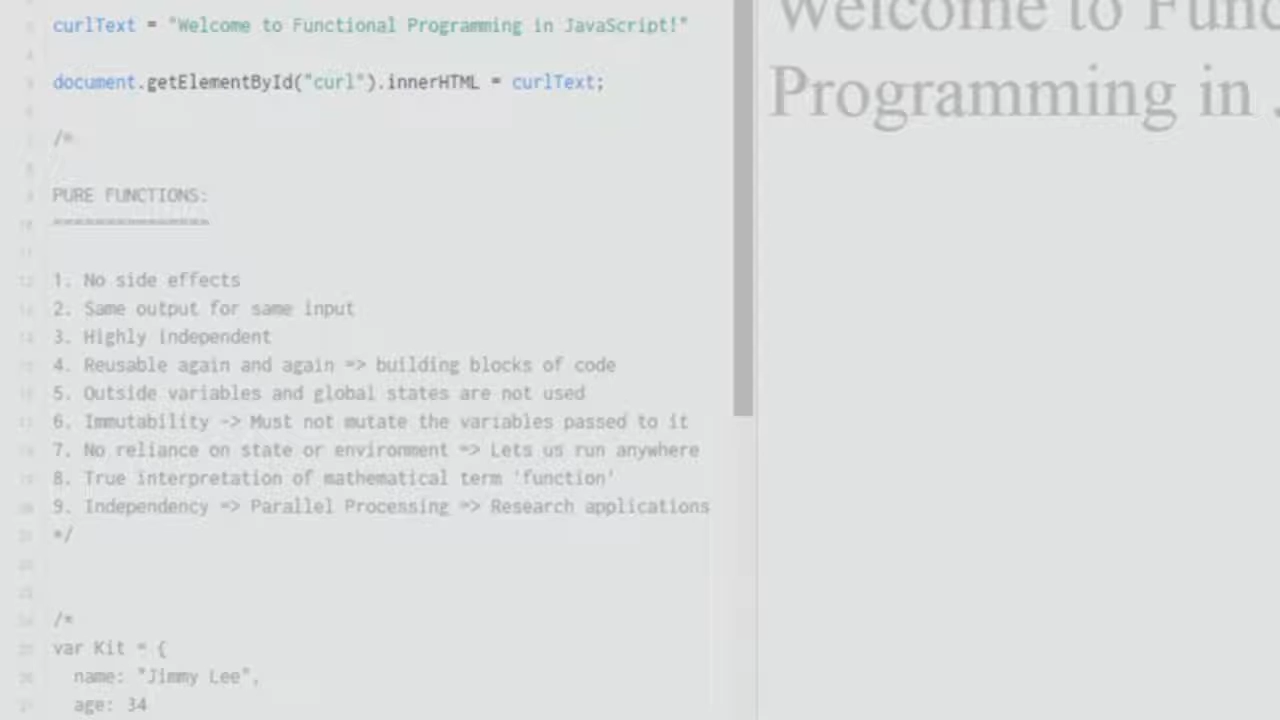 curlText = "Welcome to Functional Programming in JavaScript!"
document.getElementById("curl").innerHTML = curlText;
/*
PURE FUNCTIONS:
===============
1. No side effects
2. Same output for same input
3. Highly independent
4. Reusable again and again => building blocks of code
5. Outside variables and global states are not used
6. Immutability -> Must not mutate the variables passed to it
7. No reliance on state or environment => Lets us run anywhere
8. True interpretation of mathematical term 'function'
9. Independency => Parallel Processing => Research applications
*/
/*
var Kit = {
name: "Jimmy Lee",
age: 34
Welcome to Func
Programming in